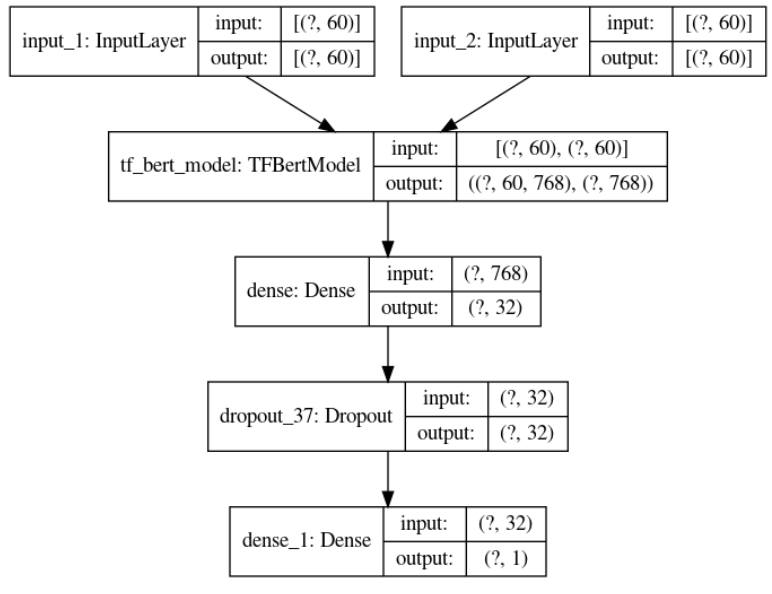 input_1: InputLayer input: [(?, 60)] output: [(?, 60)]
input_2: InputLayer input: [(?, 60)] output: [(?, 60)]
tf_bert_model: TFBertModel input: [(?, 60), (?, 60)] output: ((?, 60, 768), (?, 768))
dense: Dense input: (?, 768) output: (?, 32)
dropout_37: Dropout input: (?, 32) output: (?, 32)
dense_1: Dense input: (?, 32) output: (?, 1)